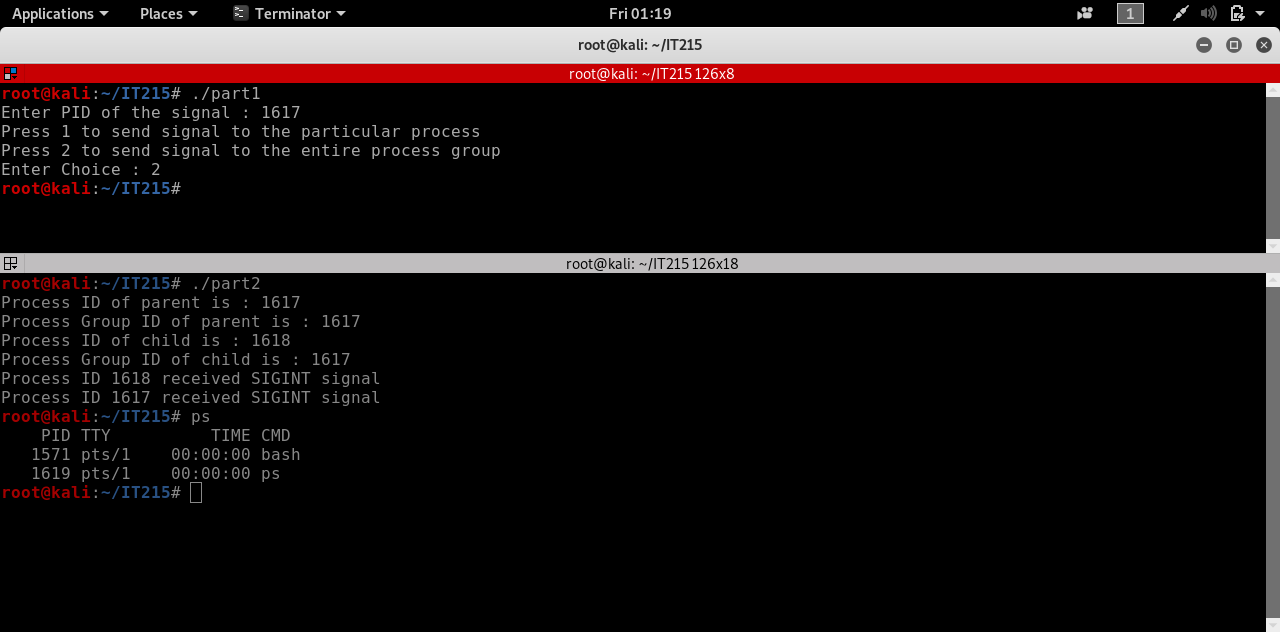 Applications Places Terminator Fri 01:19 1
root@kali: ~/IT215
root@kali: ~/IT215 126x8
root@kali:~/IT215# ./part1
Enter PID of the signal : 1617
Press 1 to send signal to the particular process
Press 2 to send signal to the entire process group
Enter Choice : 2
root@kali:~/IT215#
root@kali: ~/IT215 126x18
root@kali:~/IT215# ./part2
Process ID of parent is : 1617
Process Group ID of parent is : 1617
Process ID of child is : 1618
Process Group ID of child is : 1617
Process ID 1618 received SIGINT signal
Process ID 1617 received SIGINT signal
root@kali:~/IT215# ps
    PID TTY          TIME CMD
   1571 pts/1    00:00:00 bash
   1619 pts/1    00:00:00 ps
root@kali:~/IT215#